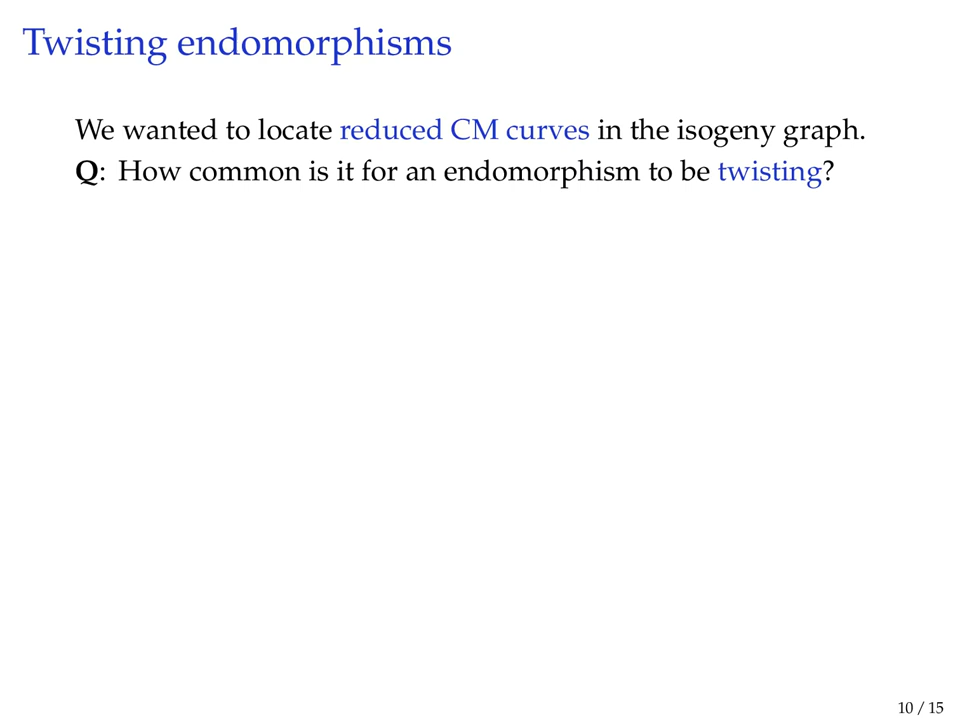 Twisting endomorphisms
We wanted to locate reduced CM curves in the isogeny graph.
Q: How common is it for an endomorphism to be twisting?
10 / 15